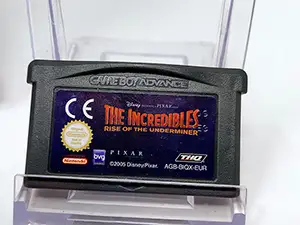 GAME BOY ADVANCE
CE
Disney PRESENTS A PIXAR
THE INCREDIBLES
RISE OF THE UNDERMINER
Nintendo
bvg
PIXAR
©2005 Disney/Pixar.
THQ
AGB-BIQX-EUR